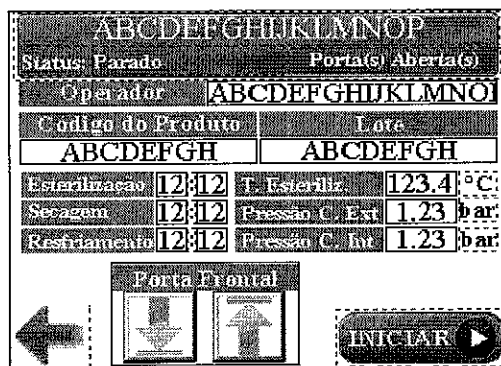 ABCDEFGHIJKLMNOP
Status: Parado Porta(s) Aberta(s)
Operador ABCDEFGHIJKLMNOI
Codigo do Produto Lote
ABCDEFGH ABCDEFGH
Esterilização 12:12 T. Esteriliz. 123.4 °C
Secagem 12:12 Pressão C. Ext 1.23 bar
Resfriamento 12:12 Pressão C. Int 1.23 bar
Porta Frontal
INICIAR